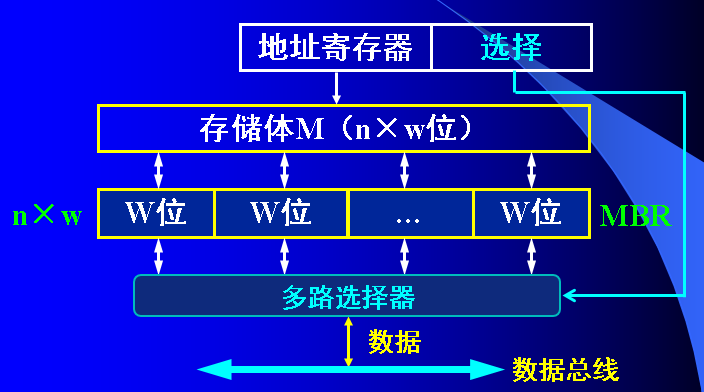 地址寄存器 选择
存储体M（n×w位）
n×w W位 W位 … W位 MBR
多路选择器
数据
数据总线